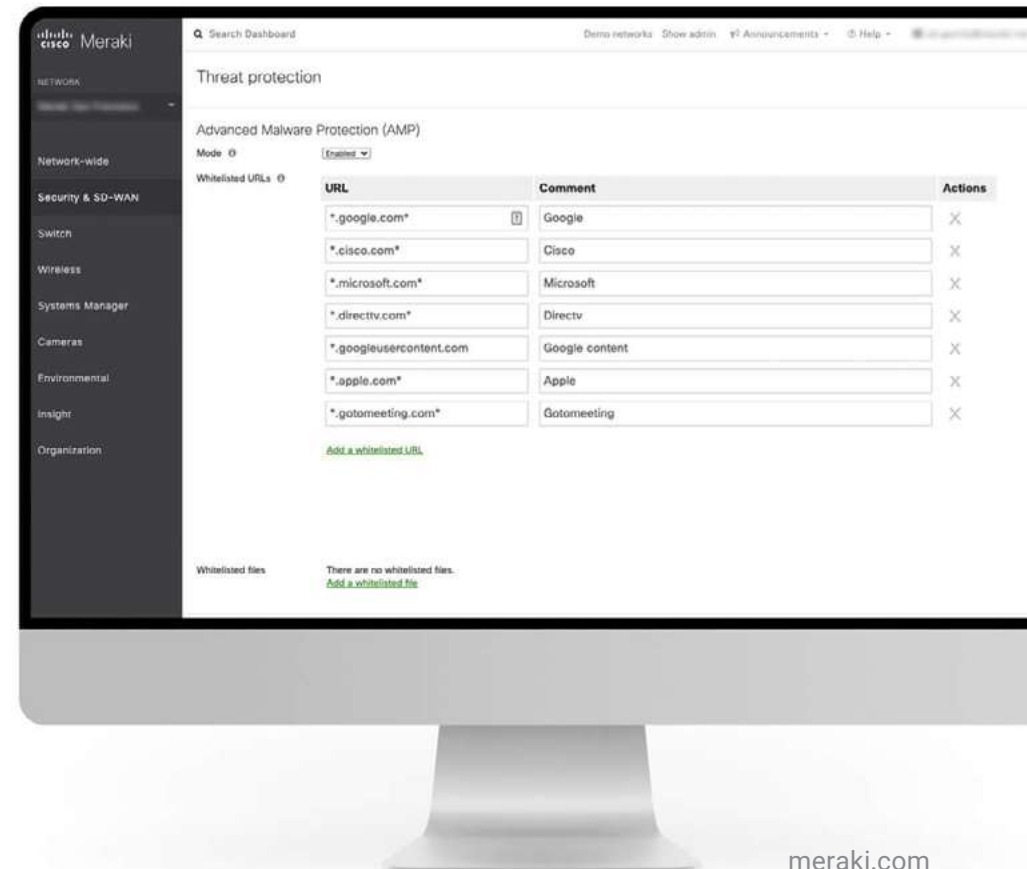 cisco Meraki
Search Dashboard
Demo networks Show admin Announcements Help
NETWORK
Threat protection
Network-wide
Security & SD-WAN
Switch
Wireless
Systems Manager
Cameras
Environmental
Insight
Organization
Advanced Malware Protection (AMP)
Mode Enabled
Whitelisted URLs
URL Comment Actions
*.google.com* Google X
*.cisco.com* Cisco X
*.microsoft.com* Microsoft X
*.directtv.com* Directv X
*.googleusercontent.com Google content X
*.apple.com* Apple X
*.gotomeeting.com* Gotomeeting X
Add a whitelisted URL
Whitelisted files There are no whitelisted files.
Add a whitelisted file
meraki.com